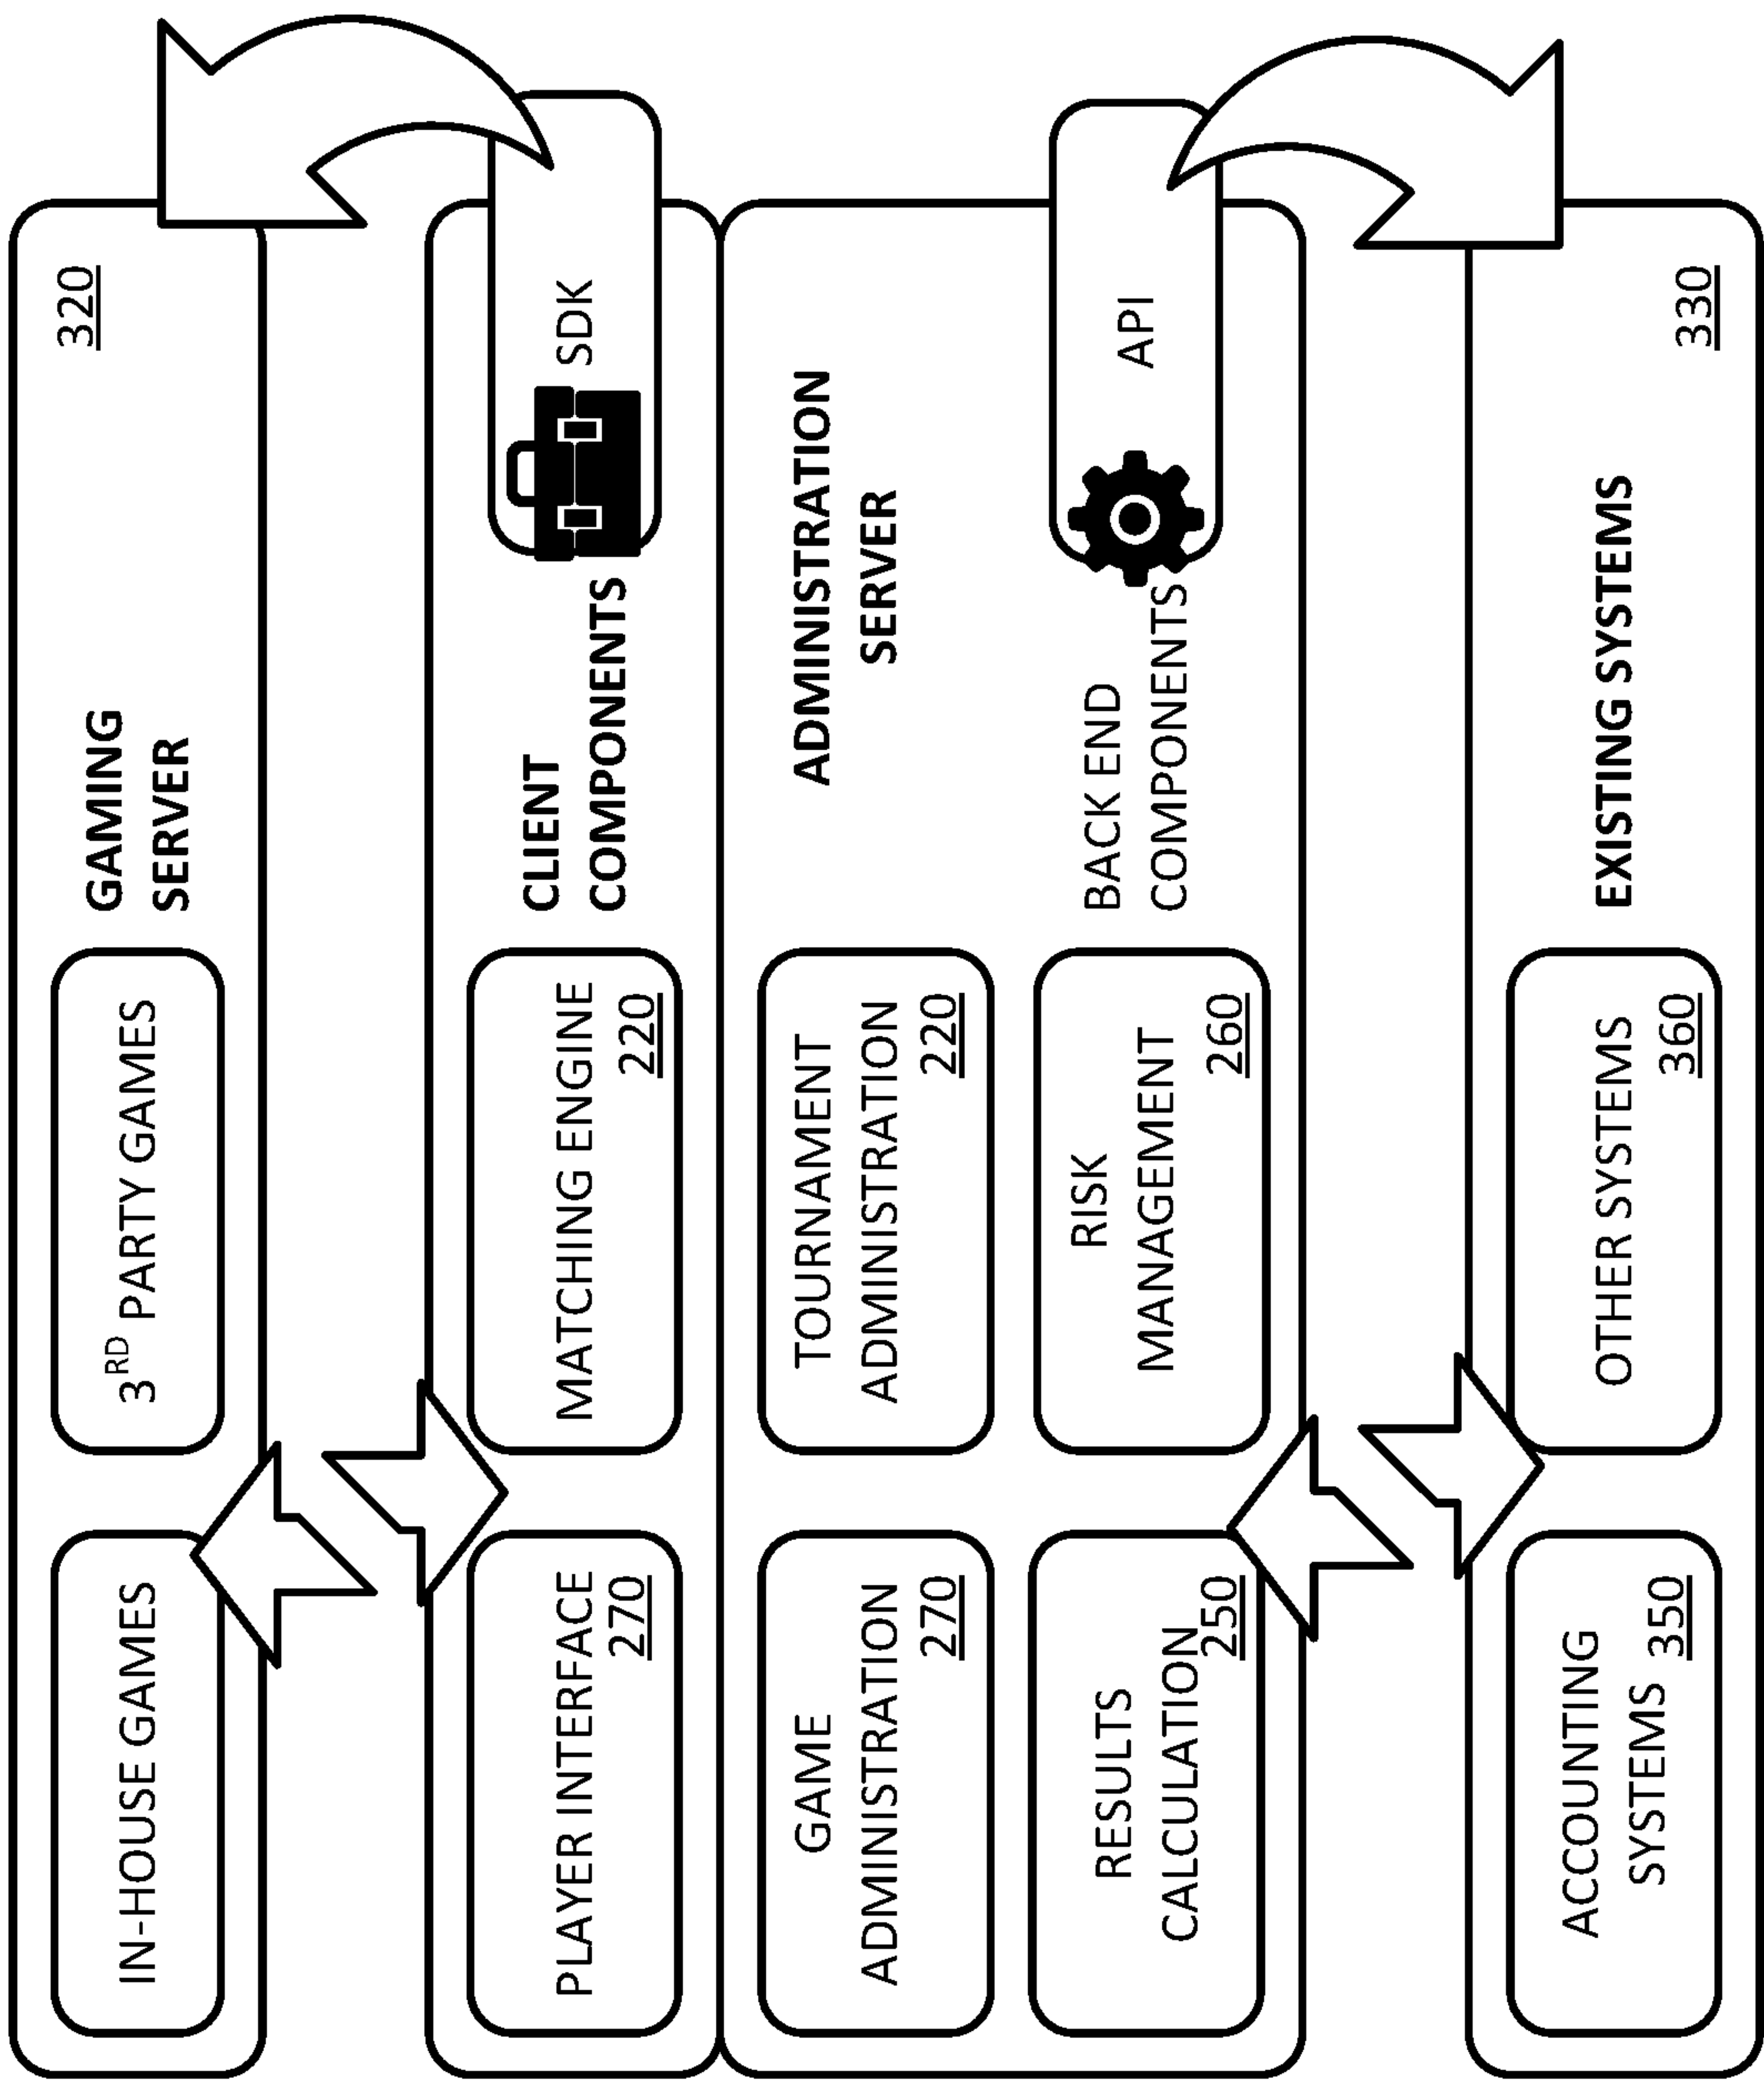 IN-HOUSE GAMES
3RD PARTY GAMES
GAMING
SERVER
320
PLAYER INTERFACE
270
MATCHING ENGINE
220
CLIENT
COMPONENTS
SDK
GAME
ADMINISTRATION
270
TOURNAMENT
ADMINISTRATION
220
ADMINISTRATION
SERVER
RESULTS
CALCULATION
250
RISK
MANAGEMENT
260
BACK END
COMPONENTS
API
ACCOUNTING
SYSTEMS
350
OTHER SYSTEMS
360
EXISTING SYSTEMS
330